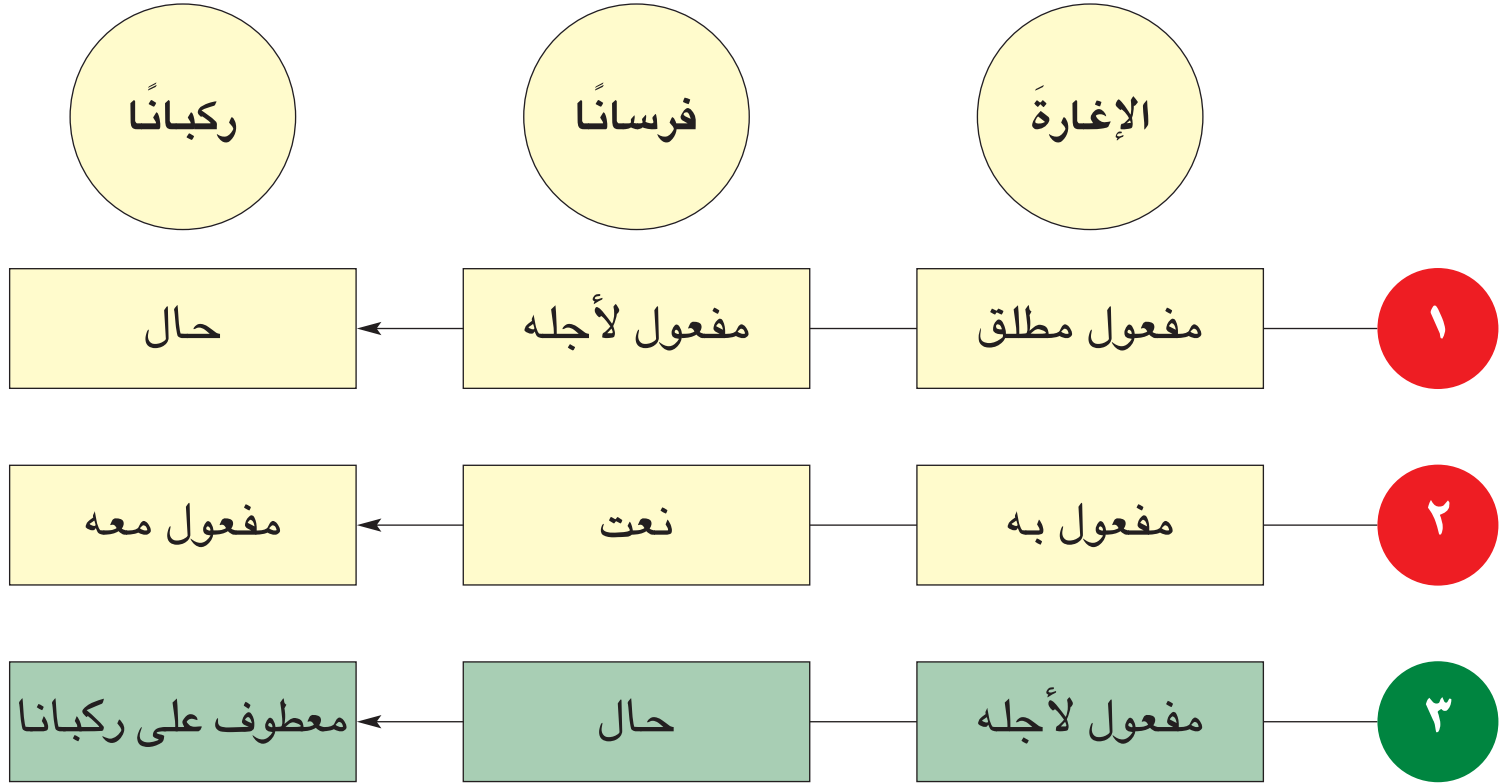 الإغارةَ
فرسانًا
ركبانًا
١
مفعول مطلق
مفعول لأجله
حال
٢
مفعول به
نعت
مفعول معه
٣
مفعول لأجله
حال
معطوف على ركبانا